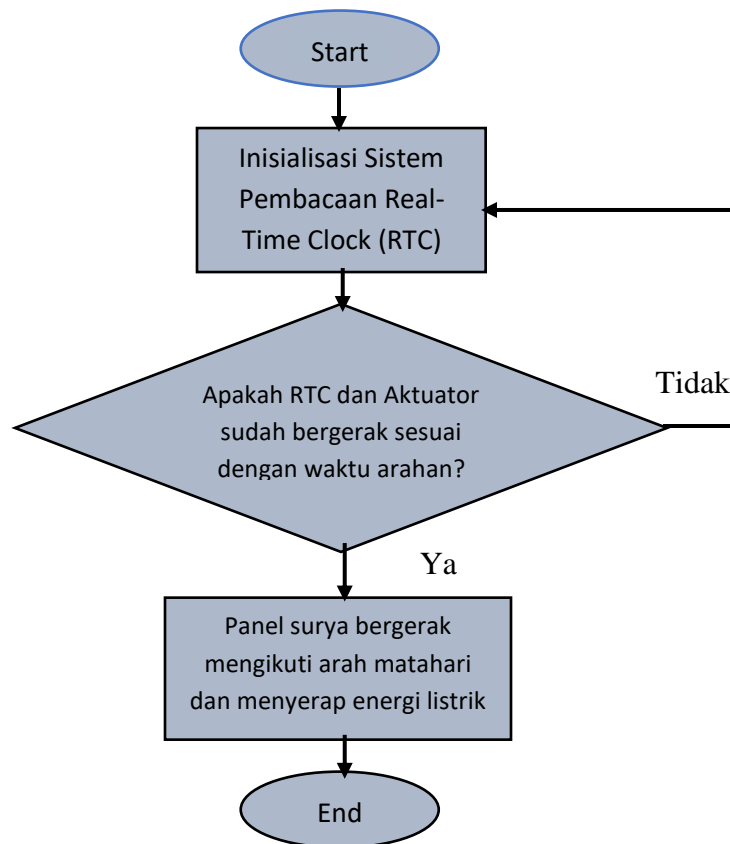 Start
Inisialisasi Sistem
Pembacaan Real-
Time Clock (RTC)
Apakah RTC dan Aktuator
sudah bergerak sesuai
dengan waktu arahan?
Tidak
Ya
Panel surya bergerak
mengikuti arah matahari
dan menyerap energi listrik
End